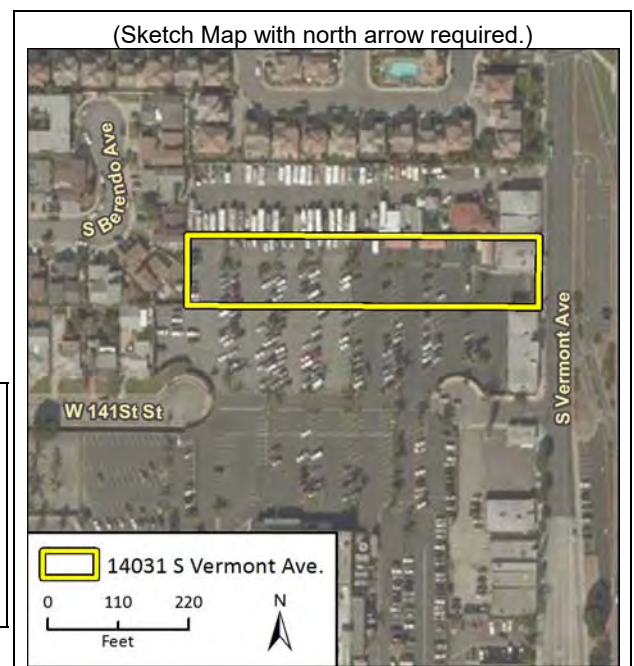 (Sketch Map with north arrow required.)
S Berendo Ave
W 141St St
S Vermont Ave
14031 S Vermont Ave.
0 110 220
Feet
N